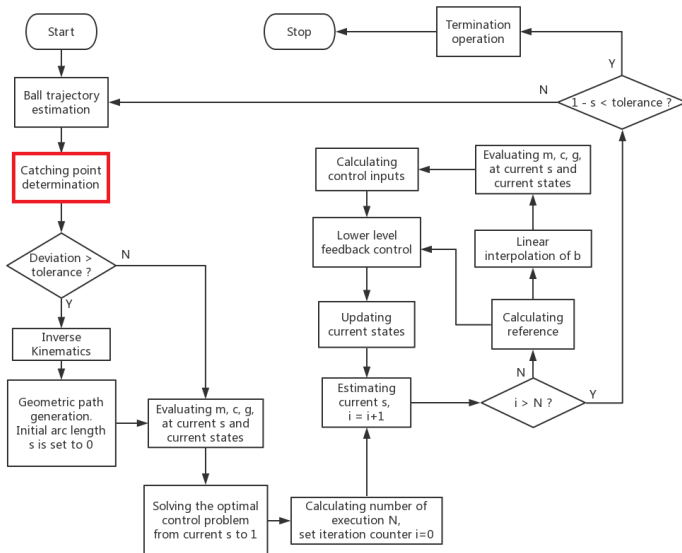 Start
Stop
Termination
operation
Y
N
Ball trajectory
estimation
1 - s < tolerance ?
Catching point
determination
Calculating
control inputs
Evaluating m, c, g,
at current s and
current states
Deviation >
tolerance ?
N
Y
Lower level
feedback control
Linear
interpolation of b
Inverse
Kinematics
Updating
current states
Calculating
reference
Geometric path
generation.
Initial arc length
s is set to 0
Evaluating m, c, g,
at current s and
current states
Estimating
current s,
i = i+1
N
Y
i > N ?
Solving the optimal
control problem
from current s to 1
Calculating number of
execution N,
set iteration counter i=0